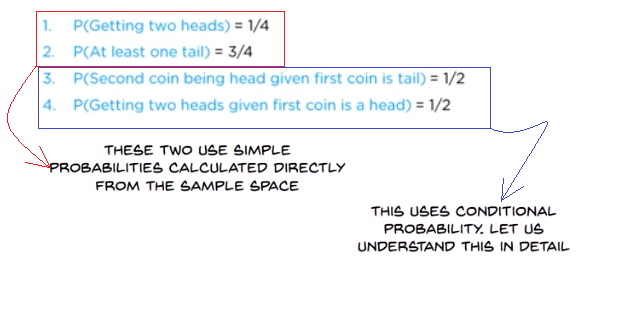 1. P(Getting two heads) = 1/4
2. P(At least one tail) = 3/4
3. P(Second coin being head given first coin is tail) = 1/2
4. P(Getting two heads given first coin is a head) = 1/2
THESE TWO USE SIMPLE
PROBABILITIES CALCULATED DIRECTLY
FROM THE SAMPLE SPACE
THIS USES CONDITIONAL
PROBABILITY. LET US
UNDERSTAND THIS IN DETAIL